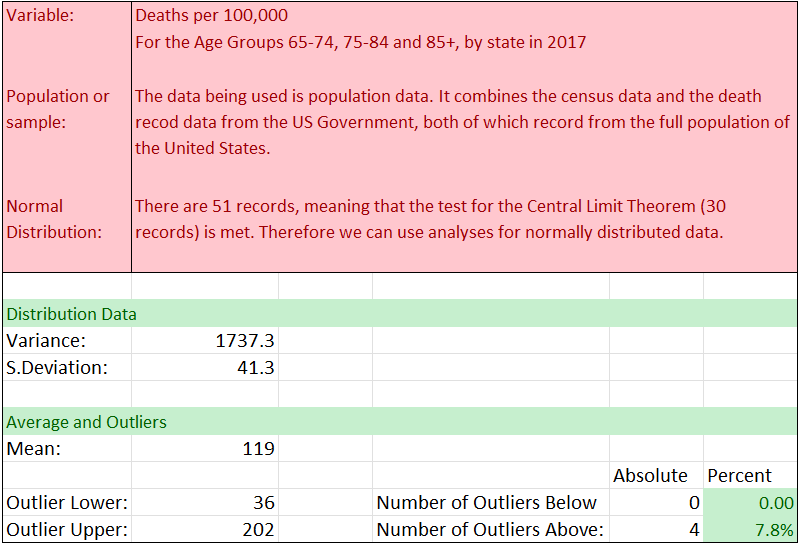 Variable: Deaths per 100,000
For the Age Groups 65-74, 75-84 and 85+, by state in 2017
Population or The data being used is population data. It combines the census data and the death
sample: recod data from the US Government, both of which record from the full population of
the United States.
Normal There are 51 records, meaning that the test for the Central Limit Theorem (30
Distribution: records) is met. Therefore we can use analyses for normally distributed data.
Distribution Data
Variance: 1737.3
S.Deviation: 41.3
Average and Outliers
Mean: 119
Absolute Percent
Outlier Lower: 36 Number of Outliers Below 0 0.00
Outlier Upper: 202 Number of Outliers Above: 4 7.8%